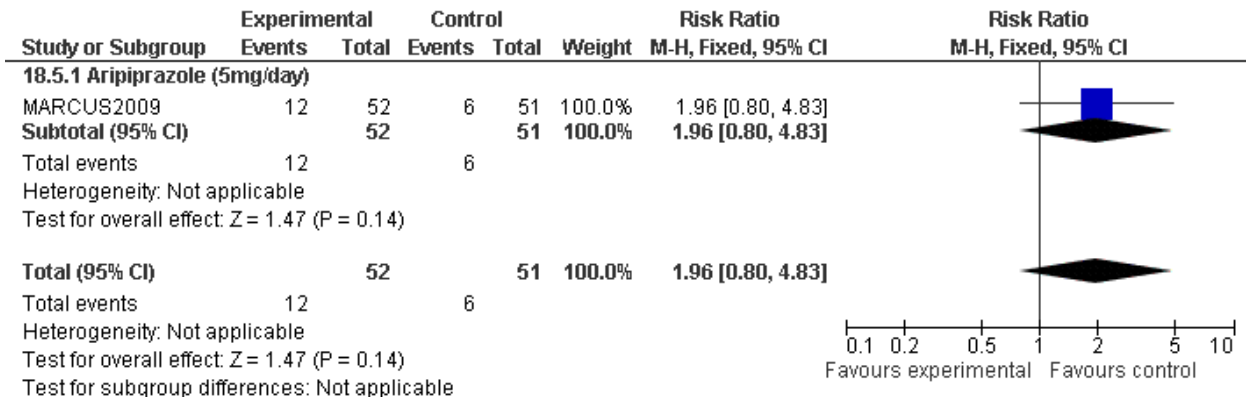 Experimental Control Risk Ratio Risk Ratio
Study or Subgroup Events Total Events Total Weight M-H, Fixed, 95% CI M-H, Fixed, 95% CI
18.5.1 Aripiprazole (5mg/day)
MARCUS2009 12 52 6 51 100.0% 1.96 [0.80, 4.83]
Subtotal (95% CI) 52 51 100.0% 1.96 [0.80, 4.83]
Total events 12 6
Heterogeneity: Not applicable
Test for overall effect: Z = 1.47 (P = 0.14)
Total (95% CI) 52 51 100.0% 1.96 [0.80, 4.83]
Total events 12 6
Heterogeneity: Not applicable
Test for overall effect: Z = 1.47 (P = 0.14)
Test for subgroup differences: Not applicable
0.1 0.2 0.5 1 2 5 10
Favours experimental Favours control